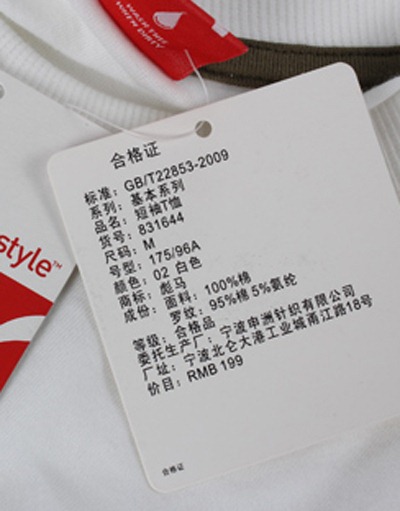 WASH THIS
WHEN DIRTY
style™
合格证
标准: GB/T22853-2009
系列: 基本系列
品名: 短袖T恤
货号: 831644
尺码: M
号型: 175/96A
颜色: 02 白色
商标: 彪马
成份: 面料: 100%棉
罗纹: 95%棉 5%氨纶
等级: 合格品
委托生产厂: 宁波申洲针织有限公司
厂址: 宁波北仑大港工业城甬江路18号
价目: RMB 199
合格证